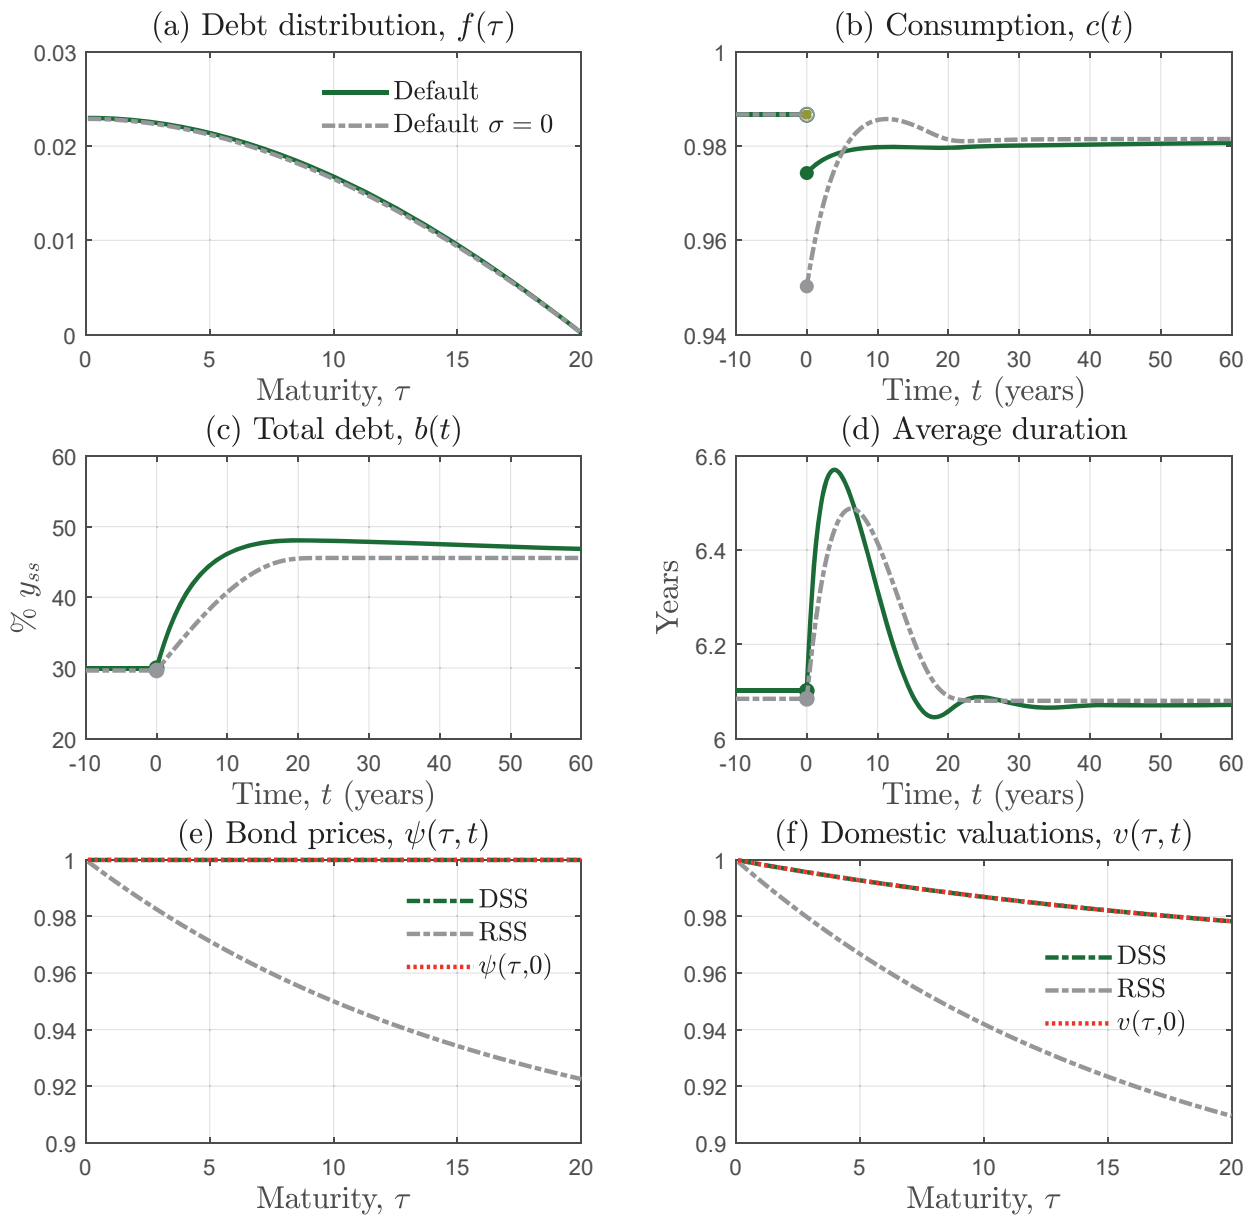 (a) Debt distribution, f(τ)
0.03
0.02
0.01
0
Default
Default σ = 0
0 5 10 15 20
Maturity, τ
(b) Consumption, c(t)
1
0.98
0.96
0.94
-10 0 10 20 30 40 50 60
Time, t (years)
(c) Total debt, b(t)
% y_ss
60
50
40
30
20
-10 0 10 20 30 40 50 60
Time, t (years)
(d) Average duration
Years
6.6
6.4
6.2
6
-10 0 10 20 30 40 50 60
Time, t (years)
(e) Bond prices, ψ(τ, t)
1
0.98
0.96
0.94
0.92
0.9
DSS
RSS
ψ(τ,0)
0 5 10 15 20
Maturity, τ
(f) Domestic valuations, v(τ, t)
1
0.98
0.96
0.94
0.92
0.9
DSS
RSS
v(τ,0)
0 5 10 15 20
Maturity, τ